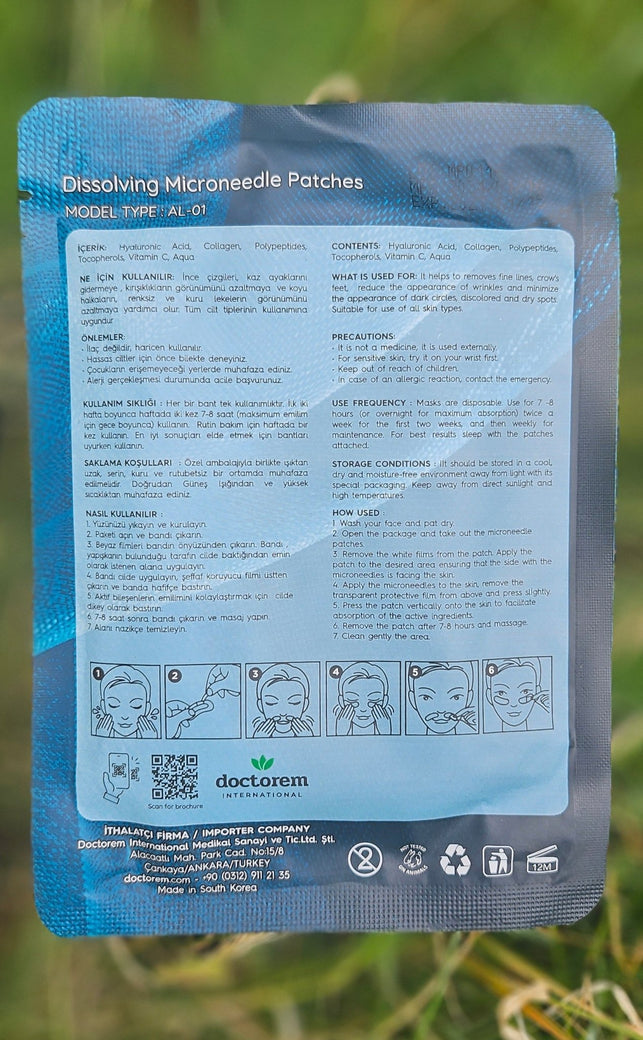 Dissolving Microneedle Patches
MODEL TYPE : AL-01
İÇERİK: Hyaluronic Acid, Collagen, Polypeptides,
Tocopherols, Vitamin C, Aqua
NE İÇİN KULLANILIR: İnce çizgileri, kaz ayaklarını
gidermeye , kırışıklıkların görünümünü azaltmaya ve koyu
halkaların, renksiz ve kuru lekelerin görünümünü
azaltmaya yardımcı olur. Tüm cilt tiplerinin kullanımına
uygundur
ÖNLEMLER:
• İlaç değildir, haricen kullanılır.
• Hassas ciltler için önce bilekte deneyiniz.
• Çocukların erişemeyeceği yerlerde muhafaza ediniz.
• Alerji gerçekleşmesi durumunda acile başvurunuz.
KULLANIM SIKLIĞI : Her bir bant tek kullanımlıktır. İlk iki
hafta boyunca haftada iki kez 7-8 saat (maksimum emilim
için gece boyunca) kullanın. Rutin bakım için haftada bir
kez kullanın. En iyi sonuçları elde etmek için bantları
uyurken kullanın.
SAKLAMA KOŞULLARI : Özel ambalajıyla birlikte ışıktan
uzak, serin, kuru ve rutubetsiz bir ortamda muhafaza
edilmelidir. Doğrudan Güneş Işığından ve yüksek
sıcaklıktan muhafaza ediniz.
NASIL KULLANILIR :
1. Yüzünüzü yıkayın ve kurulayın.
2. Paketi açın ve bandı çıkarın.
3. Beyaz filmleri bandın önyüzünden çıkarın. Bandı ,
yapışkanın bulunduğu tarafın cilde baktığından emin
olarak istenen alana uygulayın.
4. Bandı cilde uygulayın, şeffaf koruyucu filmi üstten
çıkarın ve banda hafifçe bastırın.
5. Aktif bileşenlerin emilimini kolaylaştırmak için cilde
dikey olarak bastırın.
6. 7-8 saat sonra bandı çıkarın ve masaj yapın.
7. Alanı nazikçe temizleyin.
CONTENTS: Hyaluronic Acid, Collagen, Polypeptides,
Tocopherols, Vitamin C, Aqua
WHAT IS USED FOR: It helps to removes fine lines, crow's
feet, reduce the appearance of wrinkles and minimize
the appearance of dark circles, discolored and dry spots.
Suitable for use of all skin types.
PRECAUTIONS:
• It is not a medicine, it is used externally.
• For sensitive skin, try it on your wrist first.
• Keep out of reach of children.
• In case of an allergic reaction, contact the emergency.
USE FREQUENCY : Masks are disposable. Use for 7 -8
hours (or overnight for maximum absorption) twice a
week for the first two weeks, and then weekly for
maintenance. For best results sleep with the patches
attached.
STORAGE CONDITIONS : Iit should be stored in a cool,
dry and moisture-free environment away from light with its
special packaging. Keep away from direct sunlight and
high temperatures.
HOW USED :
1. Wash your face and pat dry.
2. Open the package and take out the microneedle
patches.
3. Remove the white films from the patch. Apply the
patch to the desired area ensuring that the side with the
microneedles is facing the skin.
4. Apply the microneedles to the skin, remove the
transparent protective film from above and press slightly.
5. Press the patch vertically onto the skin to facilitate
absorption of the active ingredients.
6. Remove the patch after 7-8 hours and massage.
7. Clean gently the area.
1 2 3 4 5 6
Scan for brochure
doctorem
INTERNATIONAL
İTHALATÇI FİRMA / IMPORTER COMPANY
Doctorem International Medikal Sanayi ve Tic.Ltd. Şti.
Alacaatlı Mah. Park Cad. No:15/8
Çankaya/ANKARA/TURKEY
doctorem.com - +90 (0312) 911 21 35
Made in South Korea
2
NOT TESTED
ON ANIMALS
12M